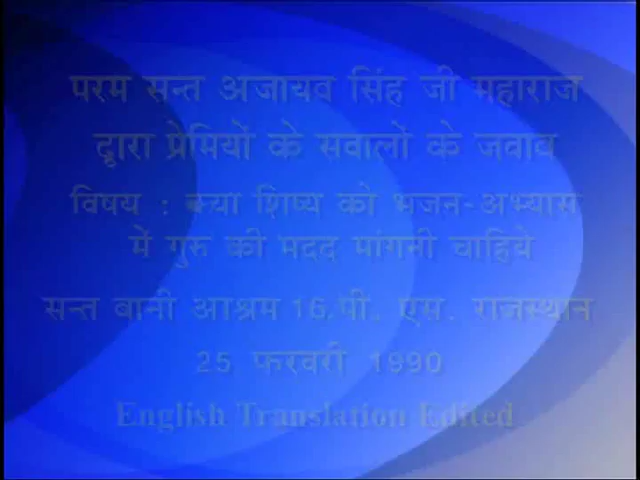 परम सन्त अजायब सिंह जी महाराज
द्वारा प्रेमियों के सवालों के जवाब
विषय : क्या शिष्य को भजन-अभ्यास
में गुरु की मदद मांगनी चाहिये
सन्त बानी आश्रम 16.पी. एस. राजस्थान
25 फरवरी 1990
English Translation Edited